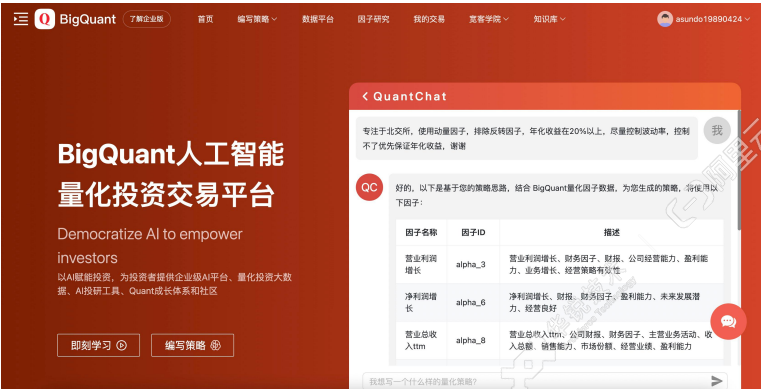 BigQuant
了解企业版
首页
编写策略
数据平台
因子研究
我的交易
宽客学院
知识库
asundo19890424
BigQuant人工智能
量化投资交易平台
Democratize AI to empower
investors
以AI赋能投资，为投资者提供企业级AI平台、量化投资大数
据、AI投研工具、Quant成长体系和社区
即刻学习
编写策略
QuantChat
专注于北交所，使用动量因子，排除反转因子，年化收益在20%以上，尽量控制波动率，控制
不了优先保证年化收益，谢谢
我
QC
好的，以下是基于您的策略思路，结合 BigQuant量化因子数据，为您生成的策略，将使用以
下因子：
因子名称 因子ID 描述
营业利润
增长
alpha_3
营业利润增长、财务因子、财报、公司经营能力、盈利能
力、业务增长、经营策略有效性
净利润增
长
alpha_6
净利润增长、财报、财务因子、盈利能力、未来发展潜
力、经营良好
营业总收
入ttm
alpha_8
营业总收入ttm，公司财报、财务因子、主营业务活动、收
入总额、销售能力、市场份额、经营业绩、盈利能力
我想写一个什么样的量化策略?
阿里云